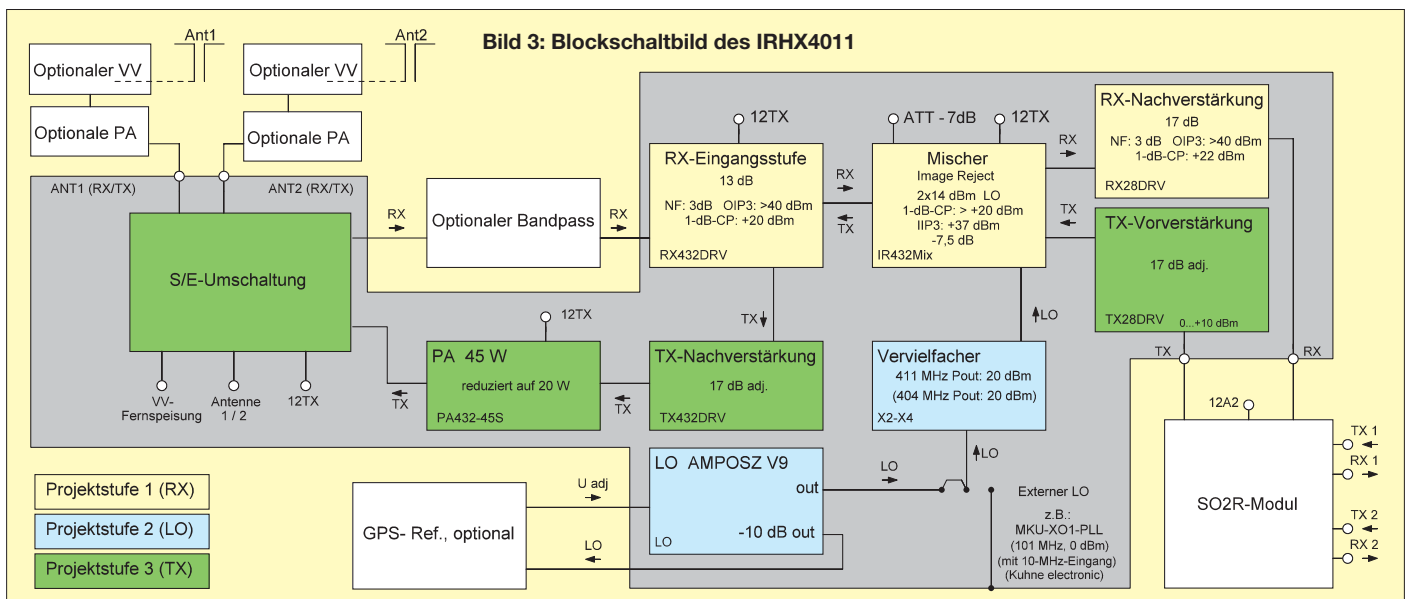 Bild 3: Blockschaltbild des IRHX4011
Ant1
Ant2
Optionaler VV
Optionaler VV
Optionale PA
Optionale PA
ANT1 (RX/TX)
ANT2 (RX/TX)
S/E-Umschaltung
VV-
Fernspeisung
Antenne
1 / 2
12TX
RX
Optionaler Bandpass
RX
12TX
RX-Eingangsstufe
13 dB
NF: 3dB OIP3: >40 dBm
1-dB-CP: +20 dBm
RX432DRV
RX
TX
ATT - 7dB
12TX
Mischer
Image Reject
2x14 dBm LO
1-dB-CP: > +20 dBm
IIP3: +37 dBm
-7,5 dB
IR432Mix
RX
TX
RX-Nachverstärkung
17 dB
NF: 3 dB OIP3: >40 dBm
1-dB-CP: +22 dBm
RX28DRV
TX-Vorverstärkung
17 dB adj.
TX28DRV
0...+10 dBm
TX
RX
TX
LO
12TX
PA 45 W
reduziert auf 20 W
PA432-45S
TX
TX
TX-Nachverstärkung
17 dB adj.
TX432DRV
Vervielfacher
411 MHz Pout: 20 dBm
(404 MHz Pout: 20 dBm)
X2-X4
LO
LO AMPOSZ V9
out
-10 dB out
LO
LO
U adj
LO
GPS- Ref., optional
Externer LO
z.B.:
MKU-XO1-PLL
(101 MHz, 0 dBm)
(mit 10-MHz-Eingang)
(Kuhne electronic)
12A2
SO2R-Modul
TX 1
RX 1
TX 2
RX 2
Projektstufe 1 (RX)
Projektstufe 2 (LO)
Projektstufe 3 (TX)